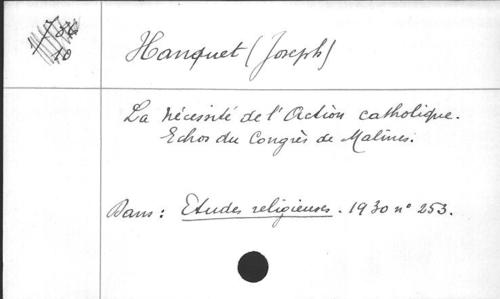 Hanquet (Joseph)
La nécessité de l'Action catholique.
Echos du Congrès de Malines.
Dans : Etudes religieuses. 1930 n° 253.